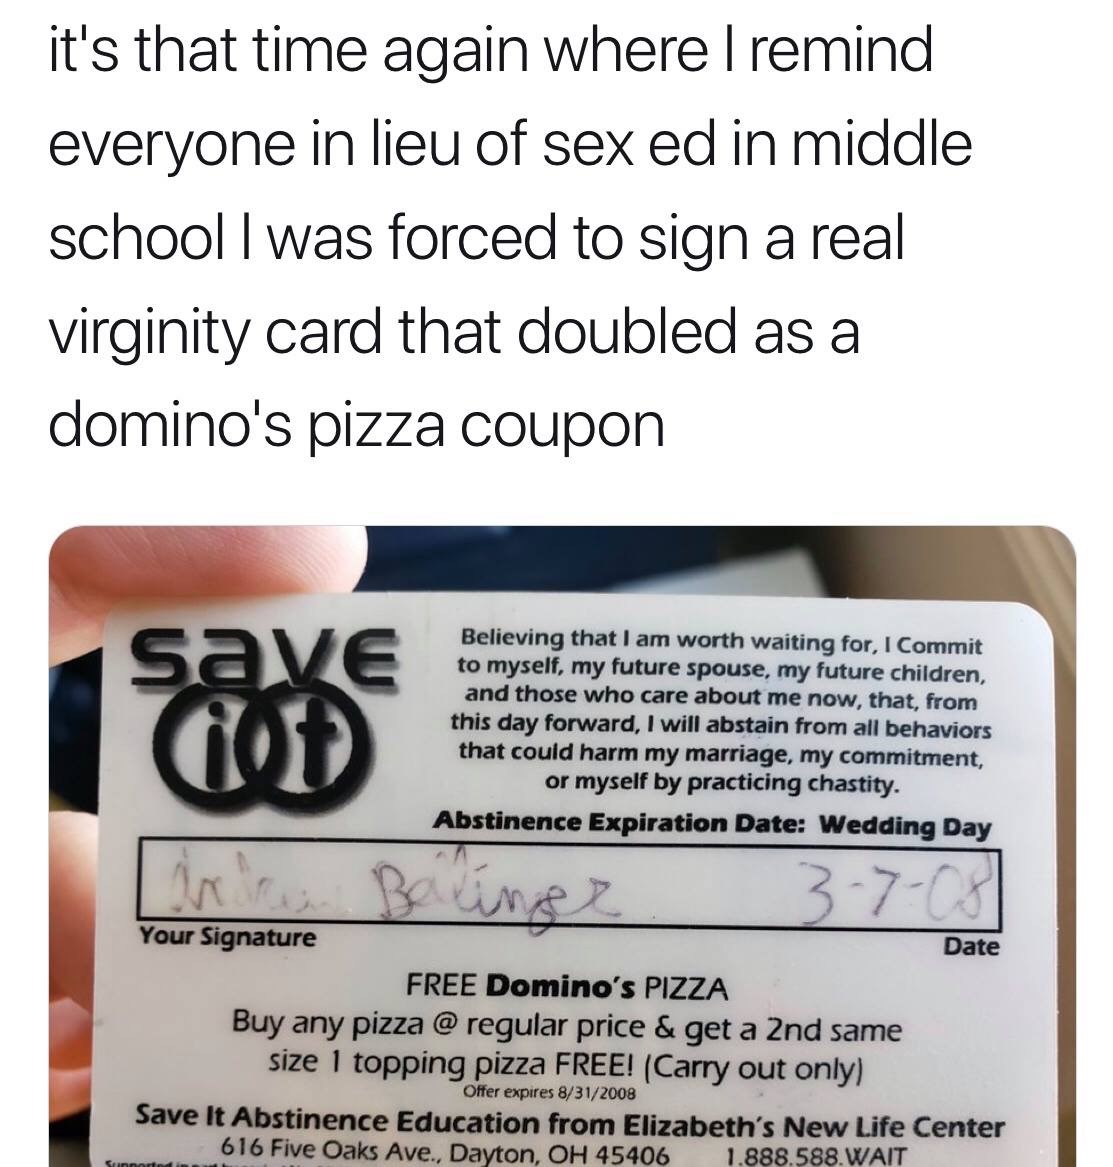 it's that time again where I remind
everyone in lieu of sex ed in middle
school I was forced to sign a real
virginity card that doubled as a
domino's pizza coupon
save
it
Believing that I am worth waiting for, I Commit
to myself, my future spouse, my future children,
and those who care about me now, that, from
this day forward, I will abstain from all behaviors
that could harm my marriage, my commitment,
or myself by practicing chastity.
Abstinence Expiration Date: Wedding Day
3-7-08
Your Signature
Date
FREE Domino's PIZZA
Buy any pizza @ regular price & get a 2nd same
size 1 topping pizza FREE! (Carry out only)
Offer expires 8/31/2008
Save It Abstinence Education from Elizabeth's New Life Center
616 Five Oaks Ave., Dayton, OH 45406 1.888.588.WAIT